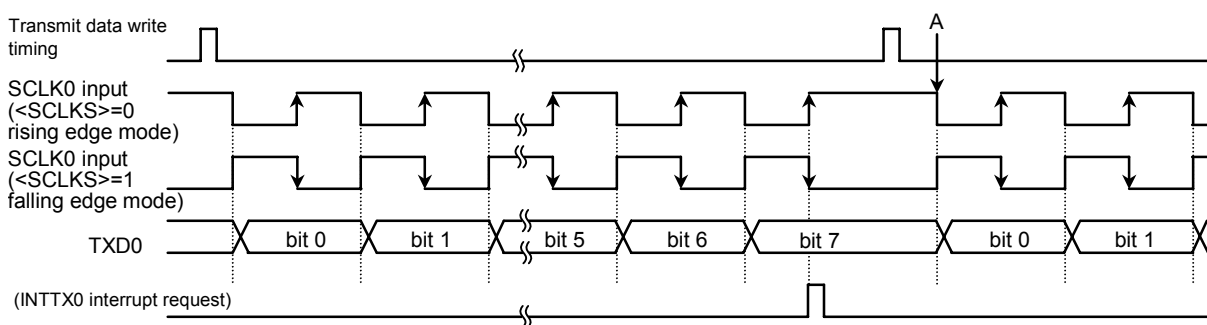 Transmit data write
timing
A
SCLK0 input
(<SCLKS>=0
rising edge mode)
SCLK0 input
(<SCLKS>=1
falling edge mode)
TXD0
bit 0
bit 1
bit 5
bit 6
bit 7
bit 0
bit 1
(INTTX0 interrupt request)